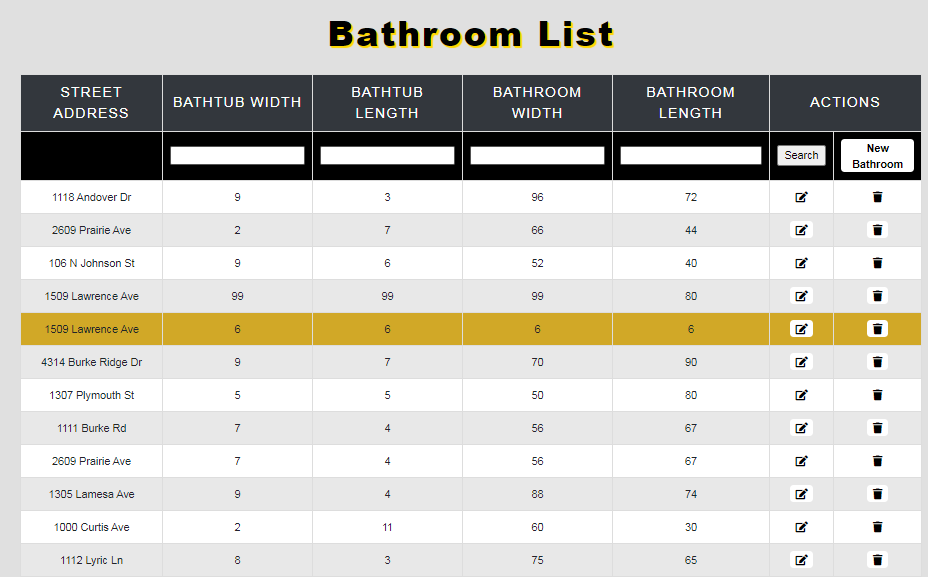 Bathroom List
STREET ADDRESS BATHTUB WIDTH BATHTUB LENGTH BATHROOM WIDTH BATHROOM LENGTH ACTIONS
Search New Bathroom
1118 Andover Dr 9 3 96 72
2609 Prairie Ave 2 7 66 44
106 N Johnson St 9 6 52 40
1509 Lawrence Ave 99 99 99 80
1509 Lawrence Ave 6 6 6 6
4314 Burke Ridge Dr 9 7 70 90
1307 Plymouth St 5 5 50 80
1111 Burke Rd 7 4 56 67
2609 Prairie Ave 7 4 56 67
1305 Lamesa Ave 9 4 88 74
1000 Curtis Ave 2 11 60 30
1112 Lyric Ln 8 3 75 65